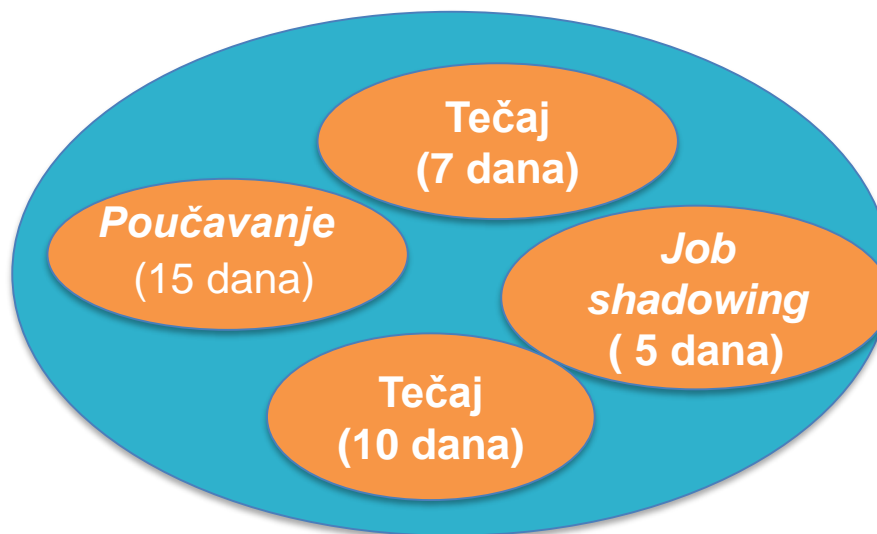 Tečaj
(7 dana)
Poučavanje
(15 dana)
Job
shadowing
( 5 dana)
Tečaj
(10 dana)